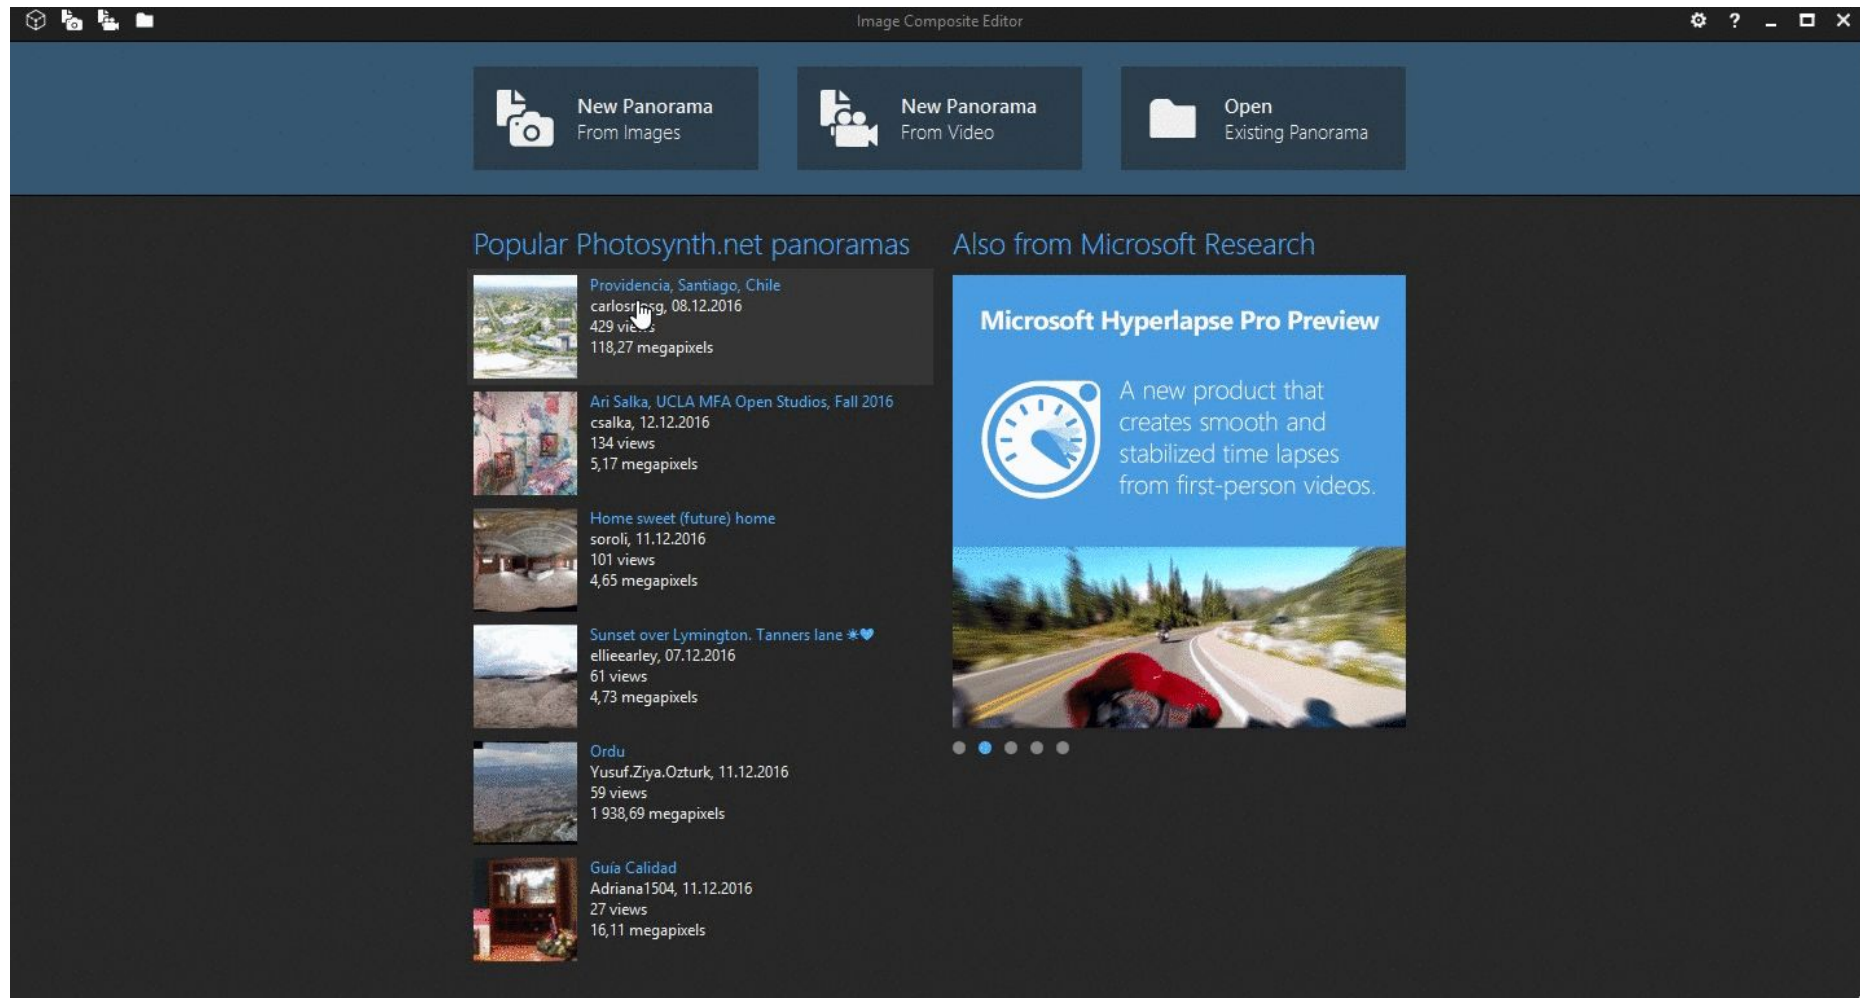 Image Composite Editor
?
New Panorama
From Images
New Panorama
From Video
Open
Existing Panorama
Popular Photosynth.net panoramas
Providencia, Santiago, Chile
08.12.2016
429 views
118,27 megapixels
Ari Salka, UCLA MFA Open Studios, Fall 2016
csalka, 12.12.2016
134 views
5,17 megapixels
Home sweet (future) home
soroli, 11.12.2016
101 views
4,65 megapixels
Sunset over Lymington. Tanners lane ☀♥
ellieearley, 07.12.2016
61 views
4,73 megapixels
Ordu
Yusuf.Ziya.Ozturk, 11.12.2016
59 views
1 938,69 megapixels
Guía Calidad
Adriana1504, 11.12.2016
27 views
16,11 megapixels
Also from Microsoft Research
Microsoft Hyperlapse Pro Preview
A new product that
creates smooth and
stabilized time lapses
from first-person videos.